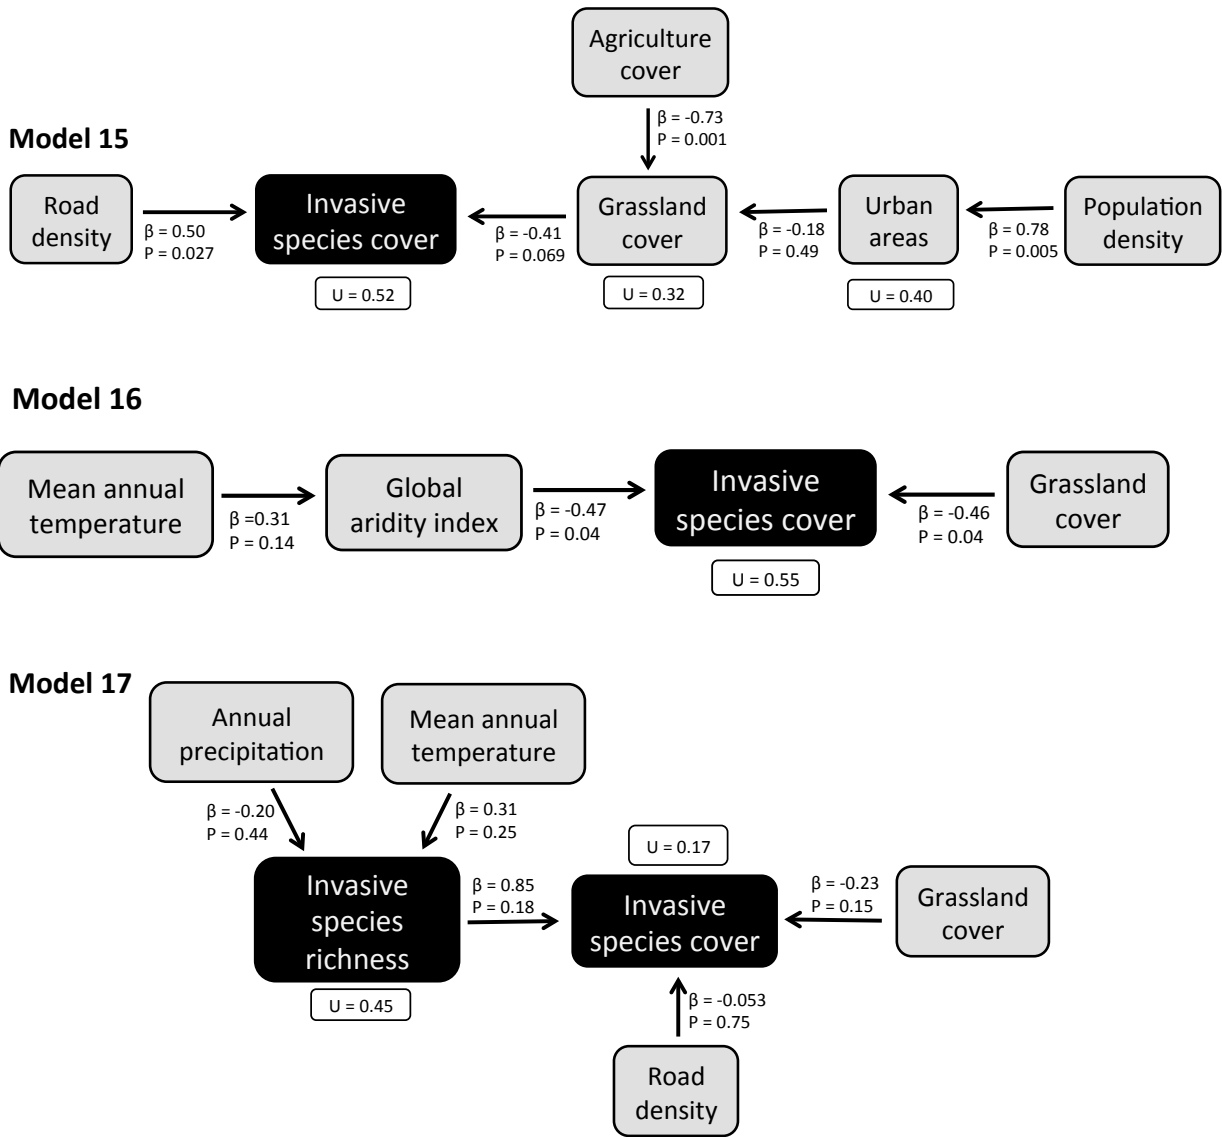 Agriculture
cover
β = -0.73
P = 0.001
Model 15
Road
density
β = 0.50
P = 0.027
Invasive
species cover
U = 0.52
β = -0.41
P = 0.069
Grassland
cover
U = 0.32
β = -0.18
P = 0.49
Urban
areas
U = 0.40
β = 0.78
P = 0.005
Population
density
Model 16
Mean annual
temperature
β =0.31
P = 0.14
Global
aridity index
β = -0.47
P = 0.04
Invasive
species cover
U = 0.55
β = -0.46
P = 0.04
Grassland
cover
Model 17
Annual
precipitation
β = -0.20
P = 0.44
Mean annual
temperature
β = 0.31
P = 0.25
Invasive
species
richness
U = 0.45
β = 0.85
P = 0.18
U = 0.17
Invasive
species cover
β = -0.23
P = 0.15
Grassland
cover
β = -0.053
P = 0.75
Road
density